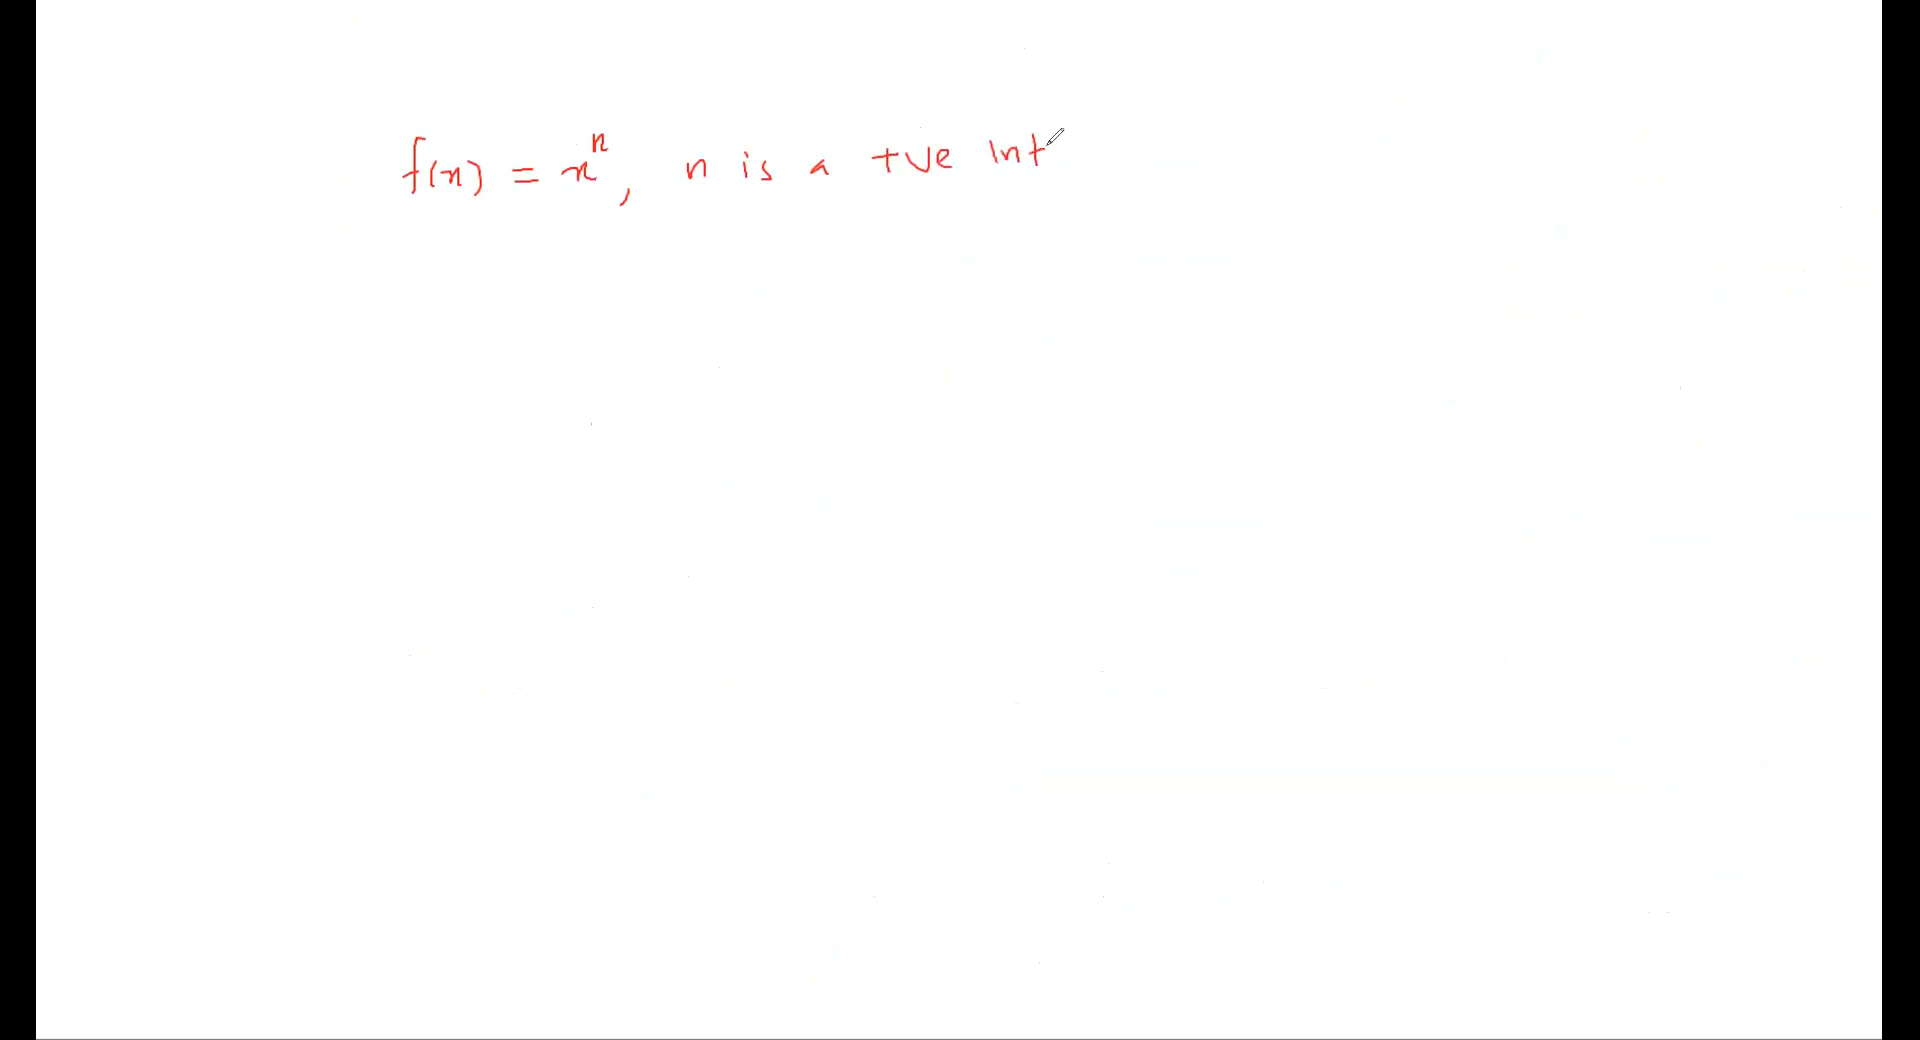 f(x) = x^n, n is a +ve Int